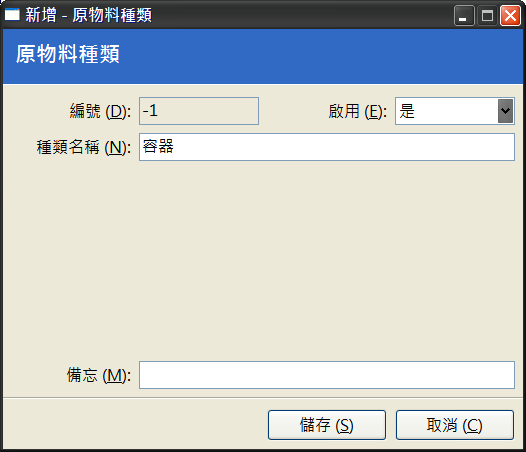 新增 - 原物料種類
原物料種類
編號 (D): -1 啟用 (E): 是
種類名稱 (N): 容器
備忘 (M):
儲存 (S) 取消 (C)